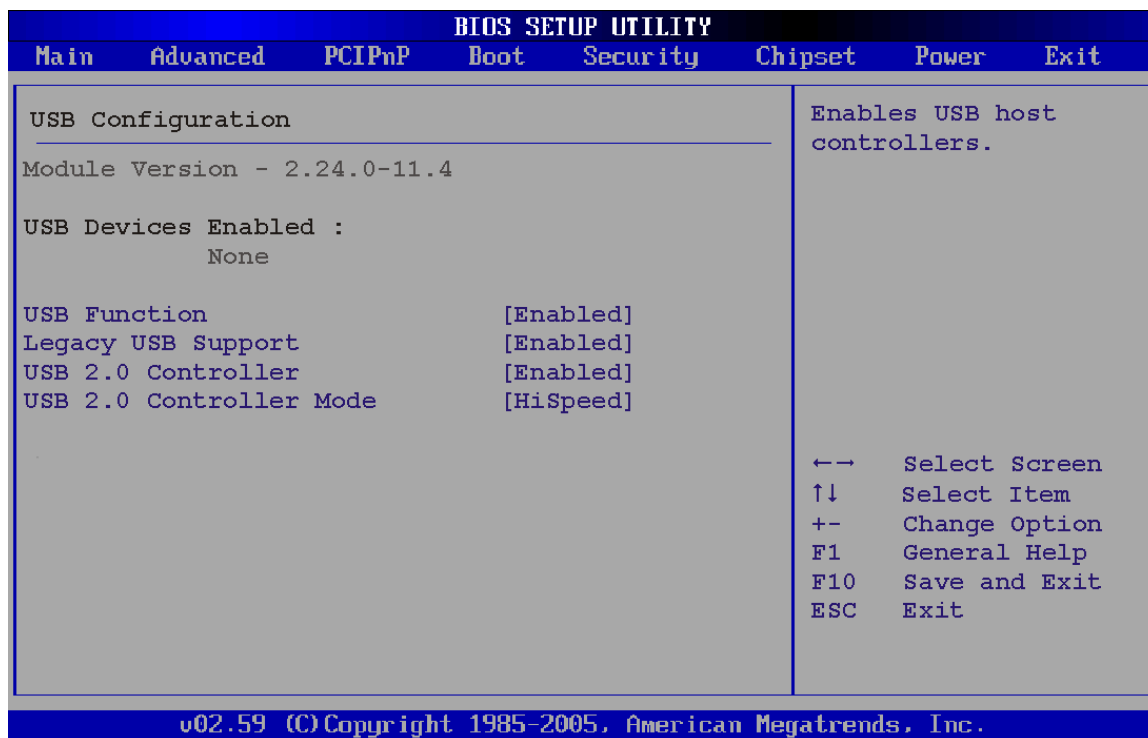 BIOS SETUP UTILITY
Main Advanced PCIPnP Boot Security Chipset Power Exit
USB Configuration
Module Version - 2.24.0-11.4
USB Devices Enabled :
None
USB Function [Enabled]
Legacy USB Support [Enabled]
USB 2.0 Controller [Enabled]
USB 2.0 Controller Mode [HiSpeed]
Enables USB host
controllers.
←→ Select Screen
↑↓ Select Item
+- Change Option
F1 General Help
F10 Save and Exit
ESC Exit
v02.59 (C)Copyright 1985-2005, American Megatrends, Inc.